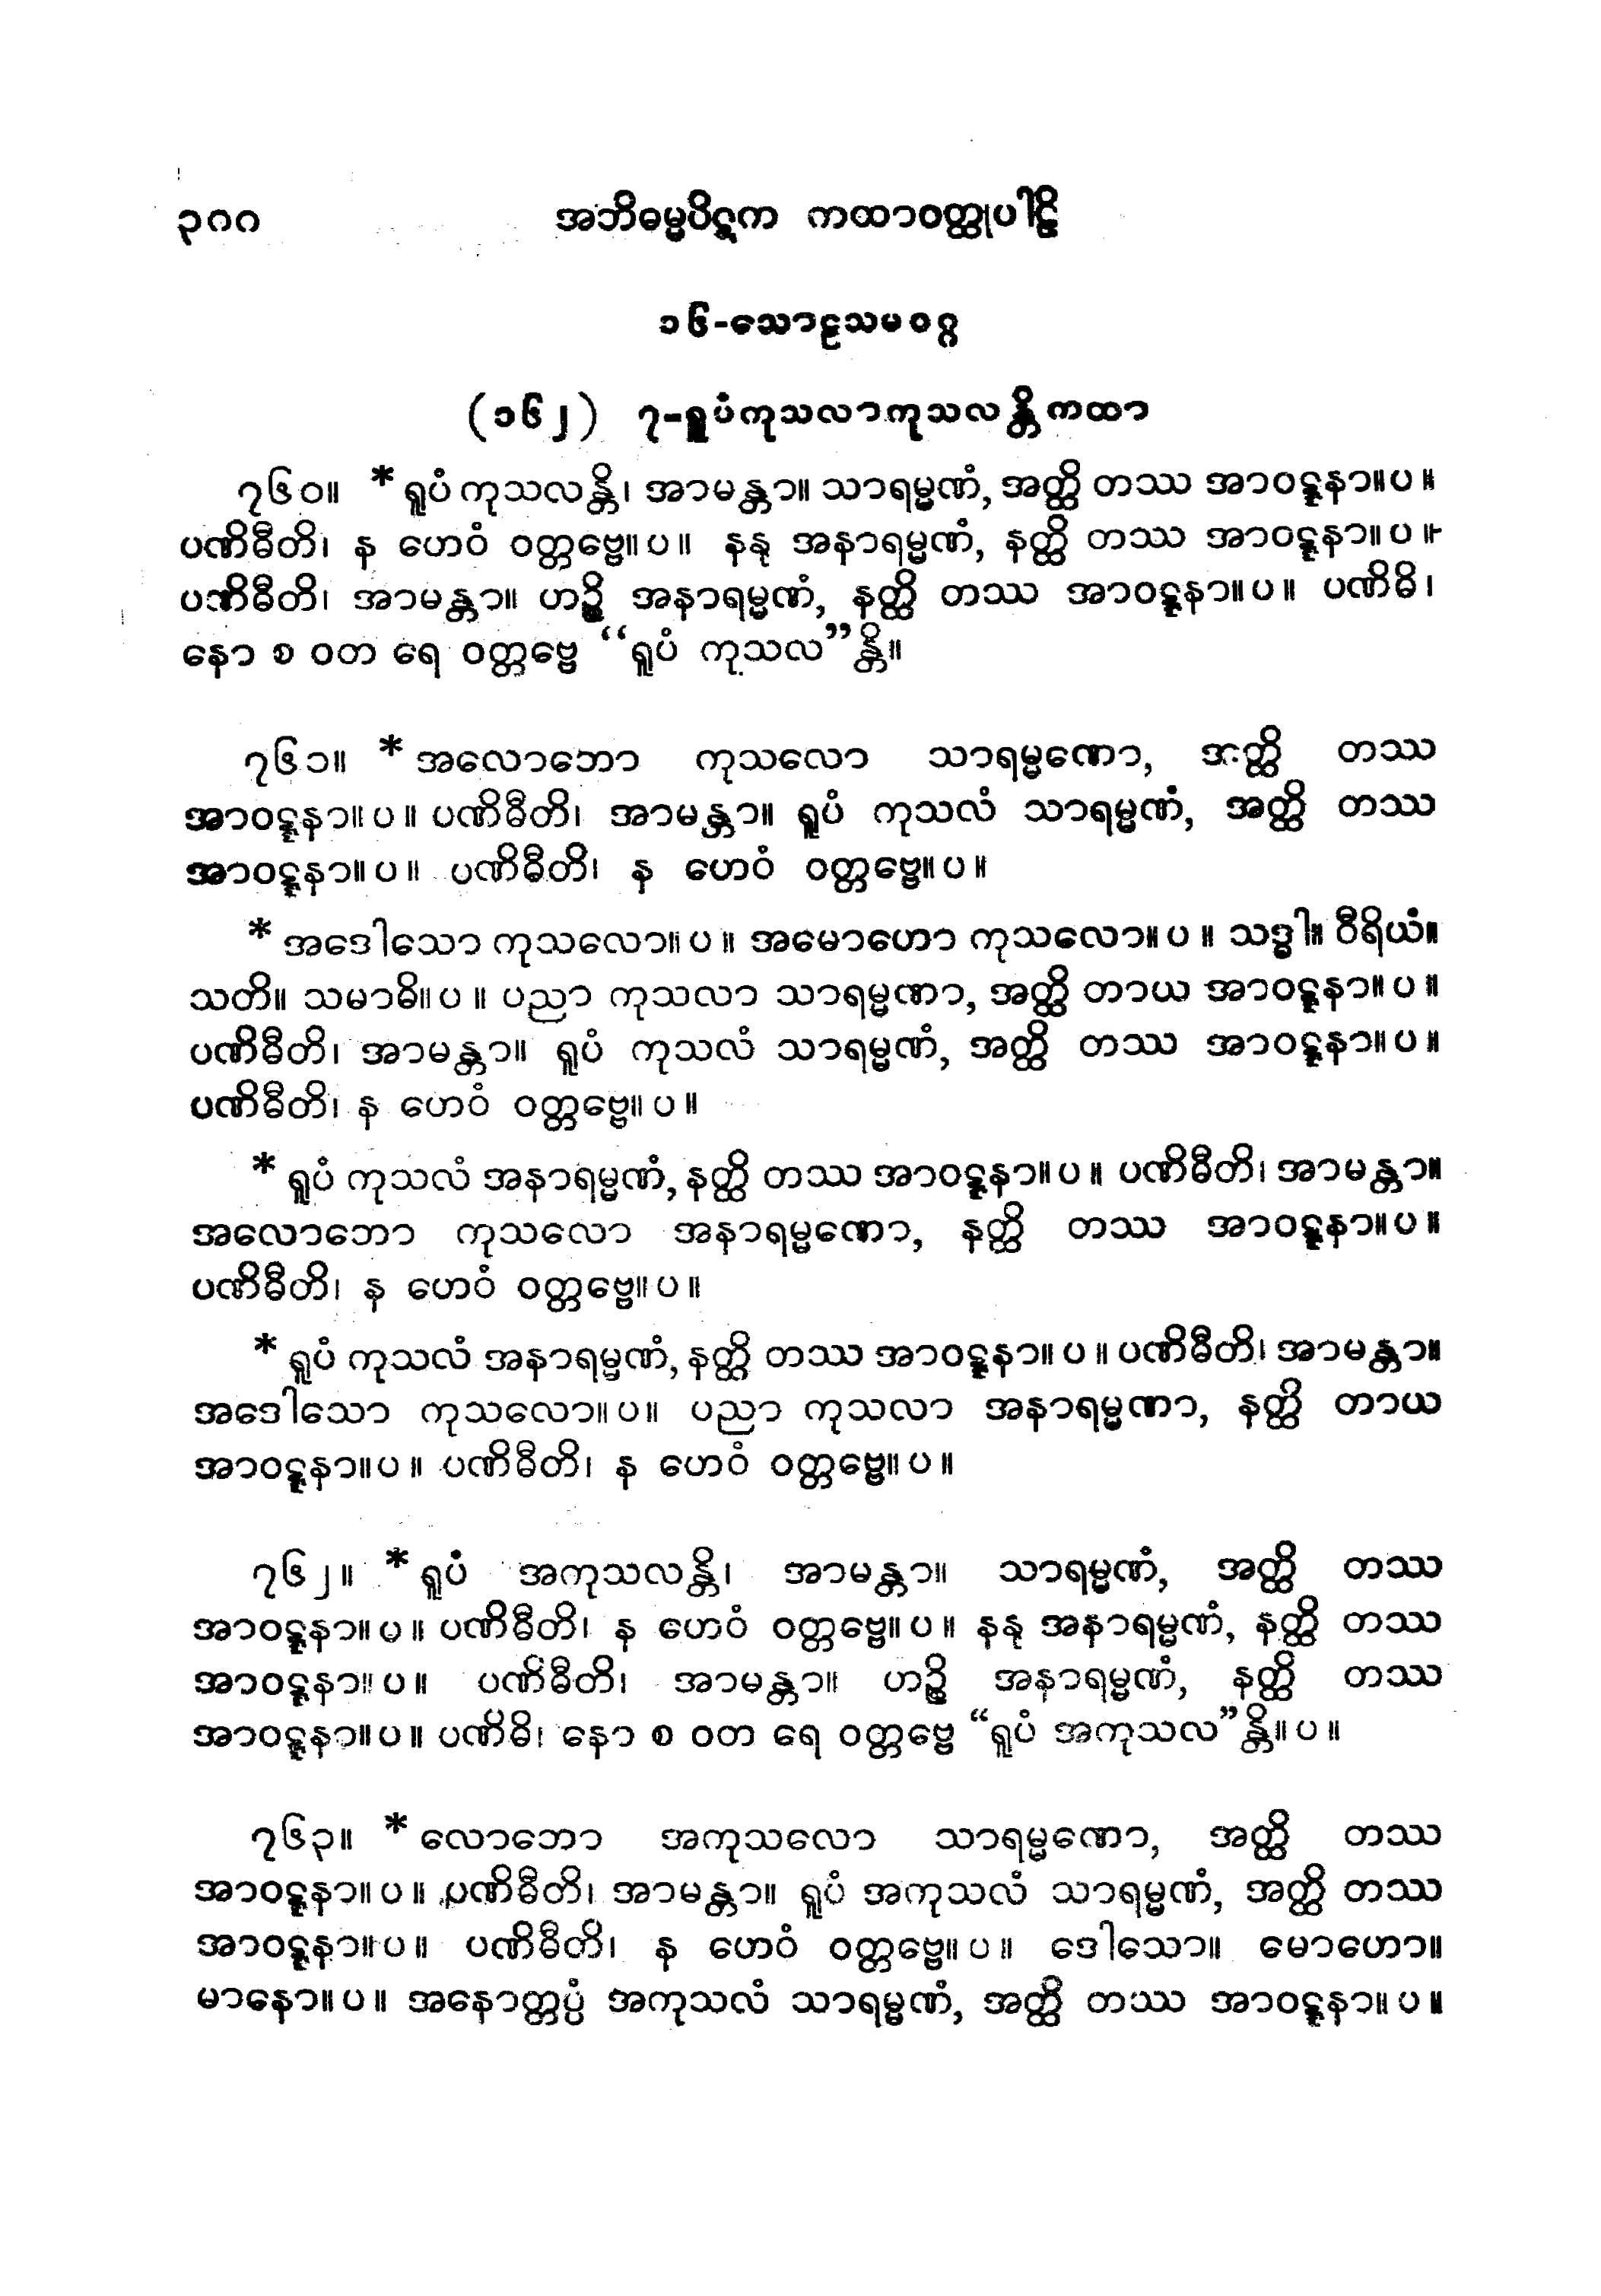 ၃၈၈ အဘိဓမ္မပိဋက ကထာဝတ္ထုပါဠိ
၁၆-သောဠသမဝဂ္ဂ
(၁၆၂) ၇-ရူပံကုသလာကုသလန္တိကထာ
၇၆၀။ *ရူပံ ကုသလန္တိ၊ အာမန္တာ။ သာရမ္မဏံ, အတ္ထိ တဿ အာဝဋ္ဋနာ။ပ။
ပဏိဓီတိ၊ န ဟေဝံ ဝတ္တဗ္ဗေ။ပ။ နနု အနာရမ္မဏံ, နတ္ထိ တဿ အာဝဋ္ဋနာ။ပ။
ပဏိဓီတိ၊ အာမန္တာ။ ဟဉ္စိ အနာရမ္မဏံ, နတ္ထိ တဿ အာဝဋ္ဋနာ။ပ။ ပဏိဓိ၊
နော စ ဝတ ရေ ဝတ္တဗ္ဗေ “ရူပံ ကုသလ”န္တိ။
၇၆၁။ *အလောဘော ကုသလော သာရမ္မဏော, အတ္ထိ တဿ
အာဝဋ္ဋနာ။ပ။ ပဏိဓီတိ၊ အာမန္တာ။ ရူပံ ကုသလံ သာရမ္မဏံ, အတ္ထိ တဿ
အာဝဋ္ဋနာ။ပ။ ပဏိဓီတိ၊ န ဟေဝံ ဝတ္တဗ္ဗေ။ပ။
*အဒေါသော ကုသလော။ပ။ အမောဟော ကုသလော။ပ။ သဒ္ဓါ။ ဝီရိယံ။
သတိ။ သမာဓိ။ပ။ ပညာ ကုသလာ သာရမ္မဏာ, အတ္ထိ တာယ အာဝဋ္ဋနာ။ပ။
ပဏိဓီတိ၊ အာမန္တာ။ ရူပံ ကုသလံ သာရမ္မဏံ, အတ္ထိ တဿ အာဝဋ္ဋနာ။ပ။
ပဏိဓီတိ၊ န ဟေဝံ ဝတ္တဗ္ဗေ။ပ။
*ရူပံ ကုသလံ အနာရမ္မဏံ, နတ္ထိ တဿ အာဝဋ္ဋနာ။ပ။ ပဏိဓီတိ၊ အာမန္တာ။
အလောဘော ကုသလော အနာရမ္မဏော, နတ္ထိ တဿ အာဝဋ္ဋနာ။ပ။
ပဏိဓီတိ၊ န ဟေဝံ ဝတ္တဗ္ဗေ။ပ။
*ရူပံ ကုသလံ အနာရမ္မဏံ, နတ္ထိ တဿ အာဝဋ္ဋနာ။ပ။ ပဏိဓီတိ၊ အာမန္တာ။
အဒေါသော ကုသလော။ပ။ ပညာ ကုသလာ အနာရမ္မဏာ, နတ္ထိ တာယ
အာဝဋ္ဋနာ။ပ။ ပဏိဓီတိ၊ န ဟေဝံ ဝတ္တဗ္ဗေ။ပ။
၇၆၂။ *ရူပံ အကုသလန္တိ၊ အာမန္တာ။ သာရမ္မဏံ, အတ္ထိ တဿ
အာဝဋ္ဋနာ။ပ။ ပဏိဓီတိ၊ န ဟေဝံ ဝတ္တဗ္ဗေ။ပ။ နနု အနာရမ္မဏံ, နတ္ထိ တဿ
အာဝဋ္ဋနာ။ပ။ ပဏိဓီတိ၊ အာမန္တာ။ ဟဉ္စိ အနာရမ္မဏံ, နတ္ထိ တဿ
အာဝဋ္ဋနာ။ပ။ ပဏိဓိ၊ နော စ ဝတ ရေ ဝတ္တဗ္ဗေ “ရူပံ အကုသလ”န္တိ။ပ။
၇၆၃။ *လောဘော အကုသလော သာရမ္မဏော, အတ္ထိ တဿ
အာဝဋ္ဋနာ။ပ။ ပဏိဓီတိ၊ အာမန္တာ။ ရူပံ အကုသလံ သာရမ္မဏံ, အတ္ထိ တဿ
အာဝဋ္ဋနာ။ပ။ ပဏိဓီတိ၊ န ဟေဝံ ဝတ္တဗ္ဗေ။ပ။ ဒေါသော။ မောဟော။
မာနော။ပ။ အနောတ္တပ္ပံ အကုသလံ သာရမ္မဏံ, အတ္ထိ တဿ အာဝဋ္ဋနာ။ပ။